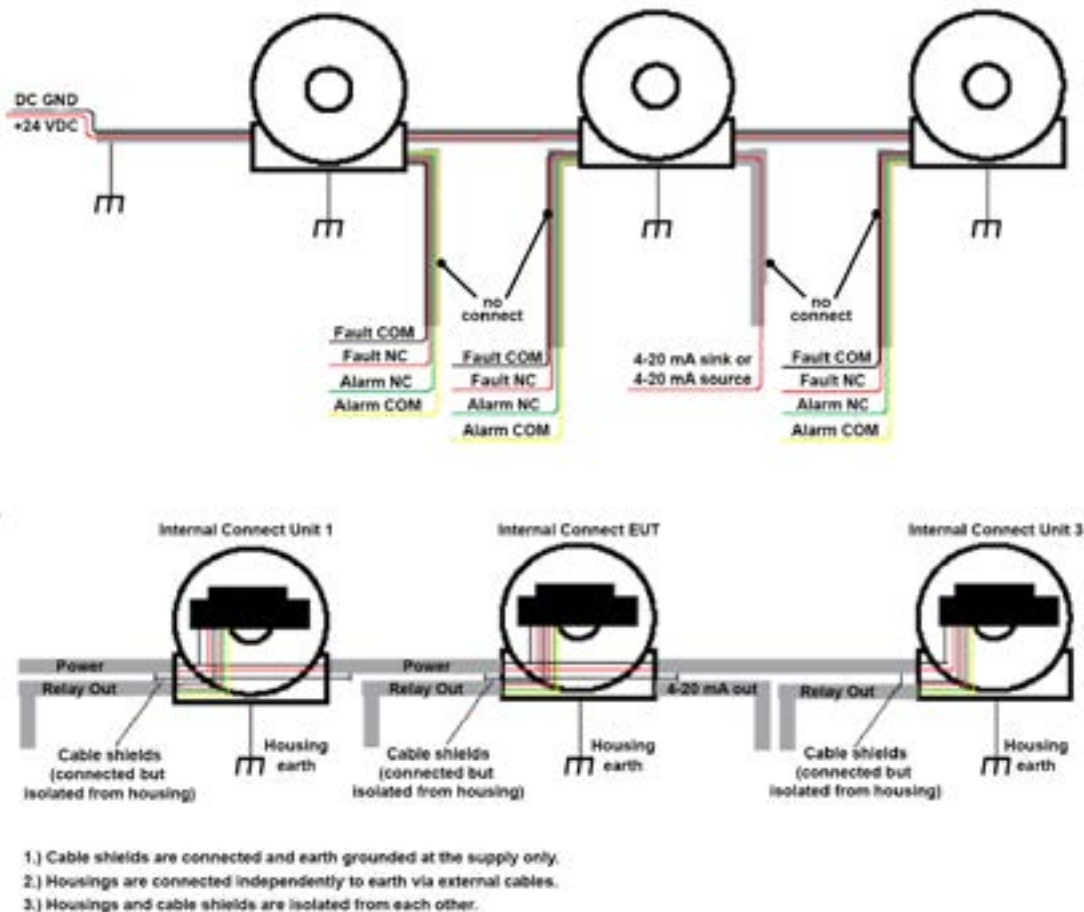 DC GND
+24 VDC
no
connect
no
connect
Fault COM
Fault NC
Alarm NC
Alarm COM
Fault COM
Fault NC
Alarm NC
Alarm COM
4-20 mA sink or
4-20 mA source
Fault COM
Fault NC
Alarm NC
Alarm COM
Internal Connect Unit 1
Internal Connect EUT
Internal Connect Unit 3
Power
Relay Out
Power
Relay Out
4-20 mA out
Relay Out
Cable shields
(connected but
isolated from housing)
Housing
earth
Cable shields
(connected but
isolated from housing)
Housing
earth
Cable shields
(connected but
isolated from housing)
Housing
earth
1.) Cable shields are connected and earth grounded at the supply only.
2.) Housings are connected independently to earth via external cables.
3.) Housings and cable shields are isolated from each other.